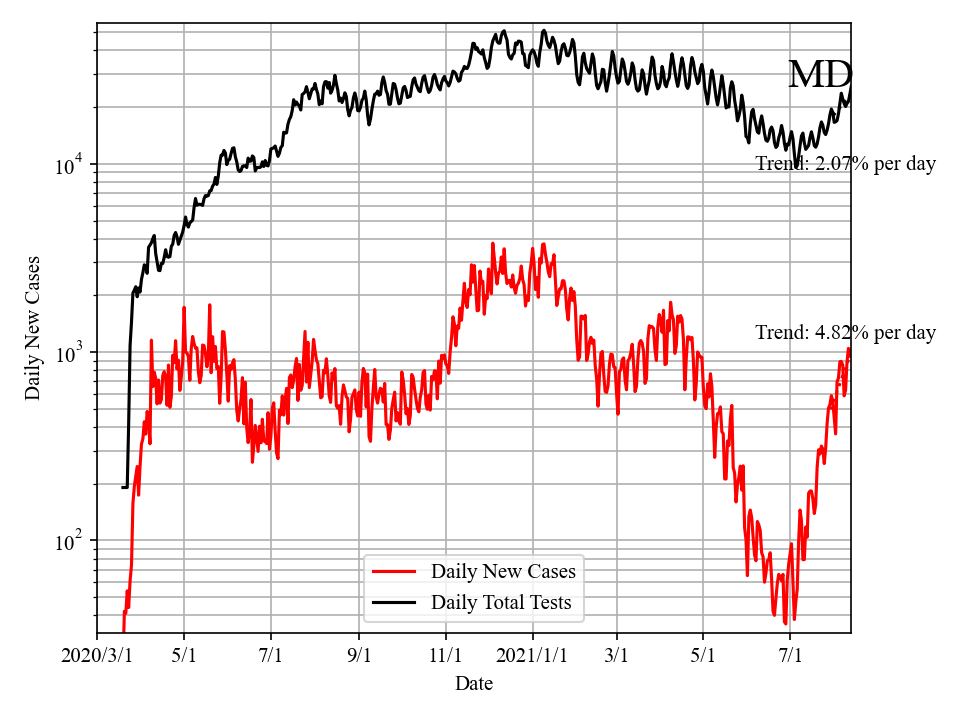 MD
10^4
Trend: 2.07% per day
Daily New Cases
Trend: 4.82% per day
10^3
10^2
Daily New Cases
Daily Total Tests
2020/3/1 5/1 7/1 9/1 11/1 2021/1/1 3/1 5/1 7/1
Date